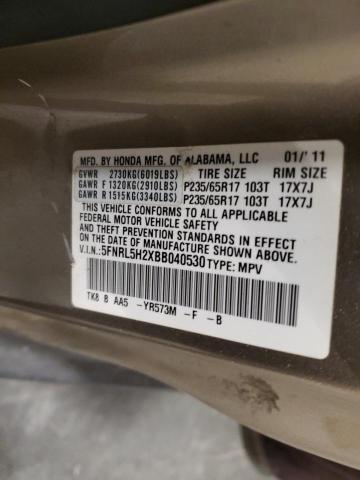 MFD. BY HONDA MFG. OF ALABAMA, LLC 01/'11
GVWR 2730KG(6019LBS) TIRE SIZE RIM SIZE
GAWR F 1320KG(2910LBS) P235/65R17 103T 17X7J
GAWR R 1515KG(3340LBS) P235/65R17 103T 17X7J
THIS VEHICLE CONFORMS TO ALL APPLICABLE
FEDERAL MOTOR VEHICLE SAFETY, BUMPER,
AND THEFT PREVENTION STANDARDS IN EFFECT
ON THE DATE OF MANUFACTURE SHOWN ABOVE.
V.I.N.:5FNRL5H2XBB040530 TYPE: MPV
TK8 B AA5 -YR573M -F -B